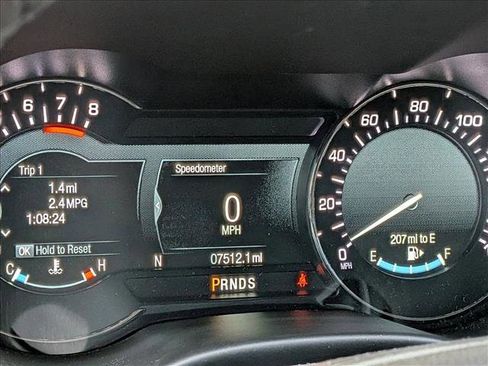 6 7 8
Trip 1
1.4 mi
2.4 MPG
1:08:24
OK Hold to Reset
C H
Speedometer
0
MPH
N 07512.1 mi
PRNDS
0 20 40 60 80 100
MPH
207 mi to E
E F